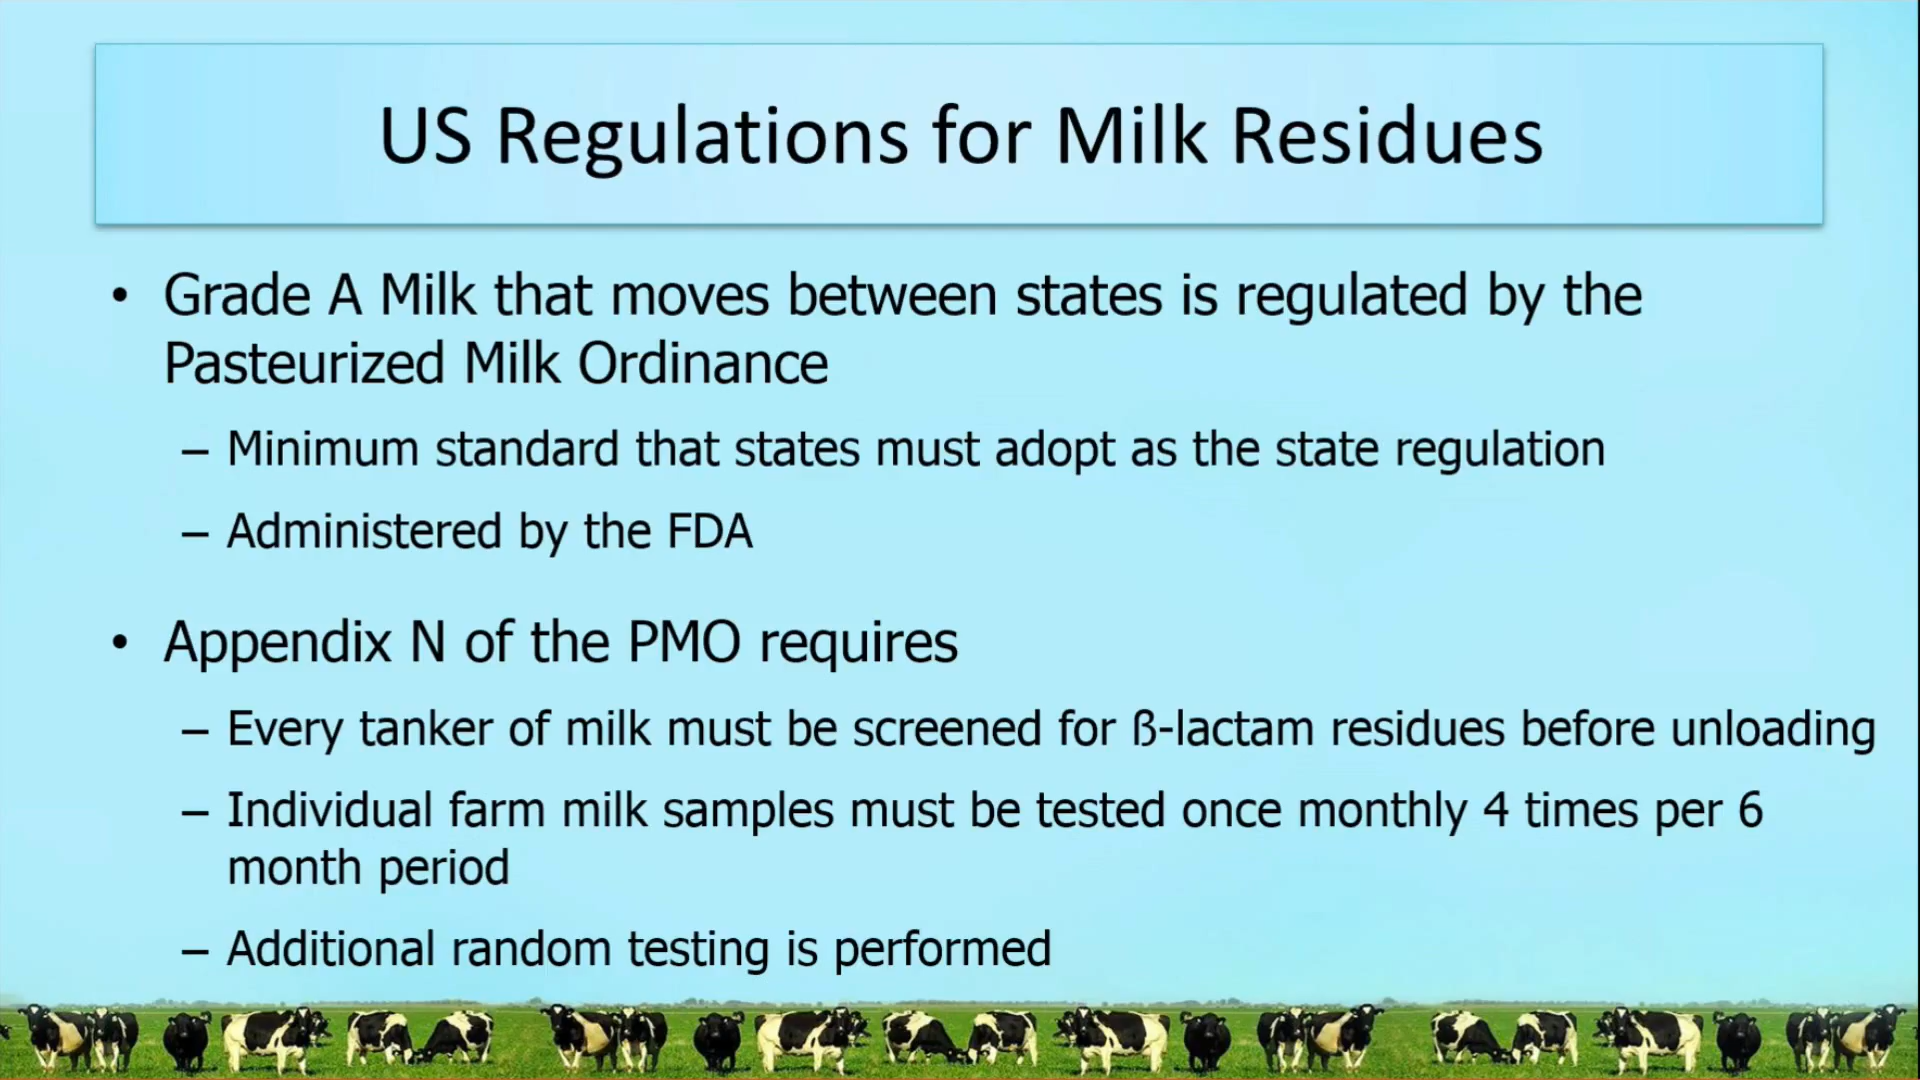 US Regulations for Milk Residues
• Grade A Milk that moves between states is regulated by the
Pasteurized Milk Ordinance
– Minimum standard that states must adopt as the state regulation
– Administered by the FDA
• Appendix N of the PMO requires
– Every tanker of milk must be screened for ß-lactam residues before unloading
– Individual farm milk samples must be tested once monthly 4 times per 6
month period
– Additional random testing is performed